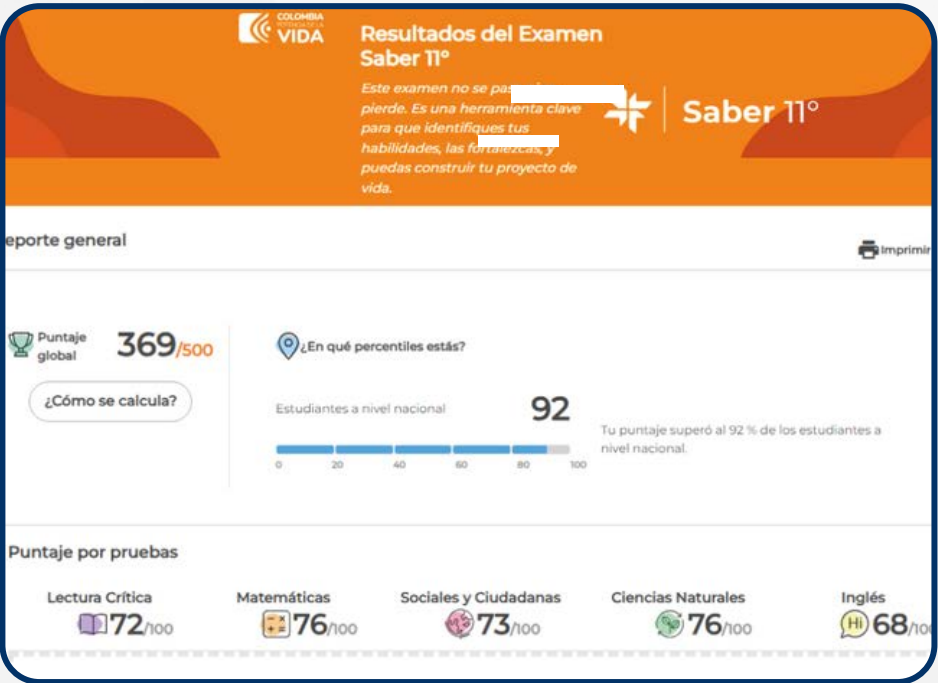 COLOMBIA
POTENCIA DE LA
VIDA
Resultados del Examen
Saber 11°
Este examen no se
pierde. Es una herramienta clave
para que identifiques tus
habilidades, las fortalezcas, y
puedas construir tu proyecto de
vida.
Saber 11°
eporte general
Imprimir
Puntaje
global
369/500
¿Cómo se calcula?
¿En qué percentiles estás?
Estudiantes a nivel nacional
92
0 20 40 60 80 100
Tu puntaje superó al 92 % de los estudiantes a
nivel nacional.
Puntaje por pruebas
Lectura Crítica
72/100
Matemáticas
76/100
Sociales y Ciudadanas
73/100
Ciencias Naturales
76/100
Inglés
Hi
68/100